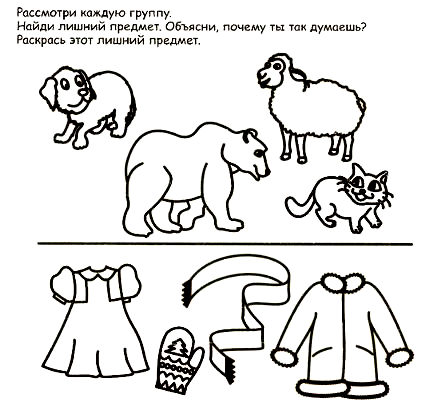 Рассмотри каждую группу.
Найди лишний предмет. Объясни, почему ты так думаешь?
Раскрась этот лишний предмет.